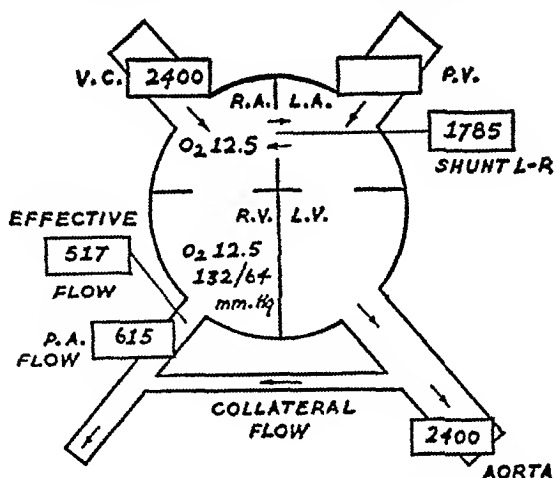 V.C. 2400
P.V.
R.A. L.A.
O2 12.5
1785
SHUNT L-R
R.V. L.V.
EFFECTIVE
517
FLOW
O2 12.5
132/64
mm.Hg
P.A. 615
FLOW
COLLATERAL
FLOW
2400
AORTA